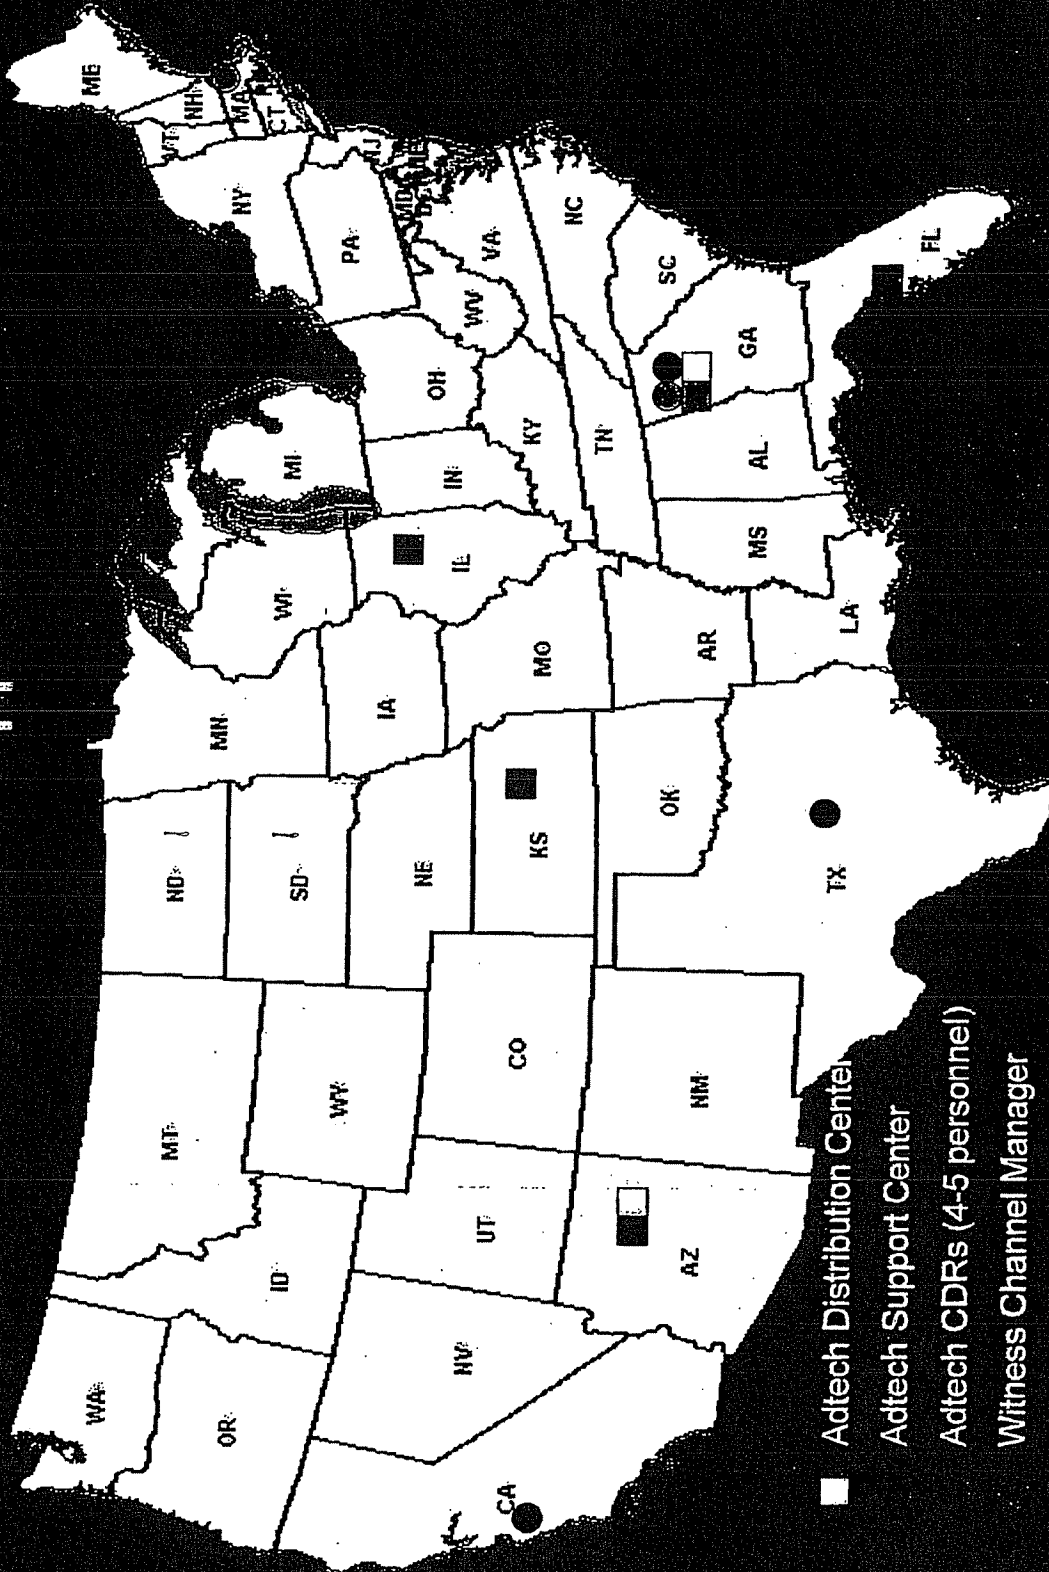 WA
OR
CA
NV
ID
MT
WY
UT
AZ
CO
NM
ND
SD
NE
KS
OK
TX
MN
IA
MO
AR
LA
WI
IL
MI
IN
OH
KY
TN
MS
AL
GA
FL
SC
NC
VA
WV
PA
NY
VT
NH
ME
MA
CT
NJ
MD
Adtech Distribution Center
Adtech Support Center
Adtech CDRs (4-5 personnel)
Witness Channel Manager